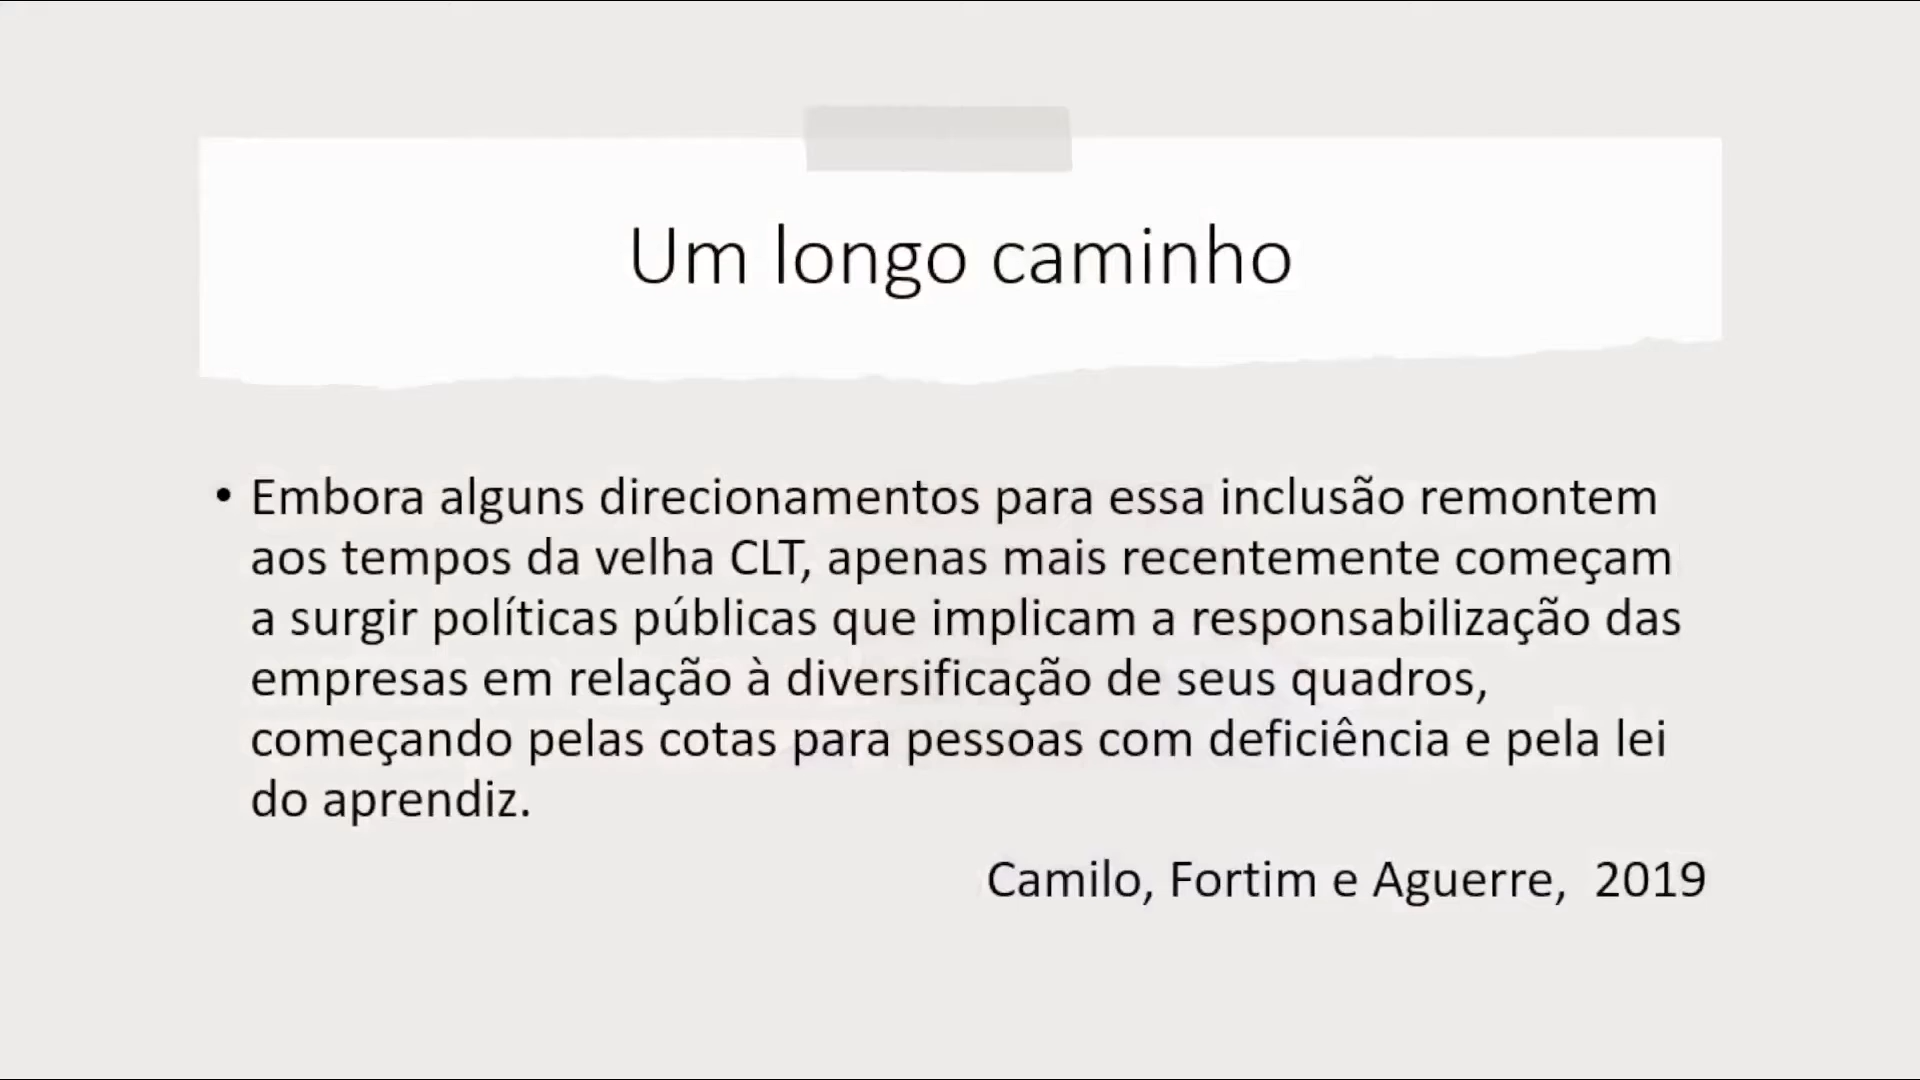 Um longo caminho
• Embora alguns direcionamentos para essa inclusão remontem
aos tempos da velha CLT, apenas mais recentemente começam
a surgir políticas públicas que implicam a responsabilização das
empresas em relação à diversificação de seus quadros,
começando pelas cotas para pessoas com deficiência e pela lei
do aprendiz.
Camilo, Fortim e Aguerre, 2019